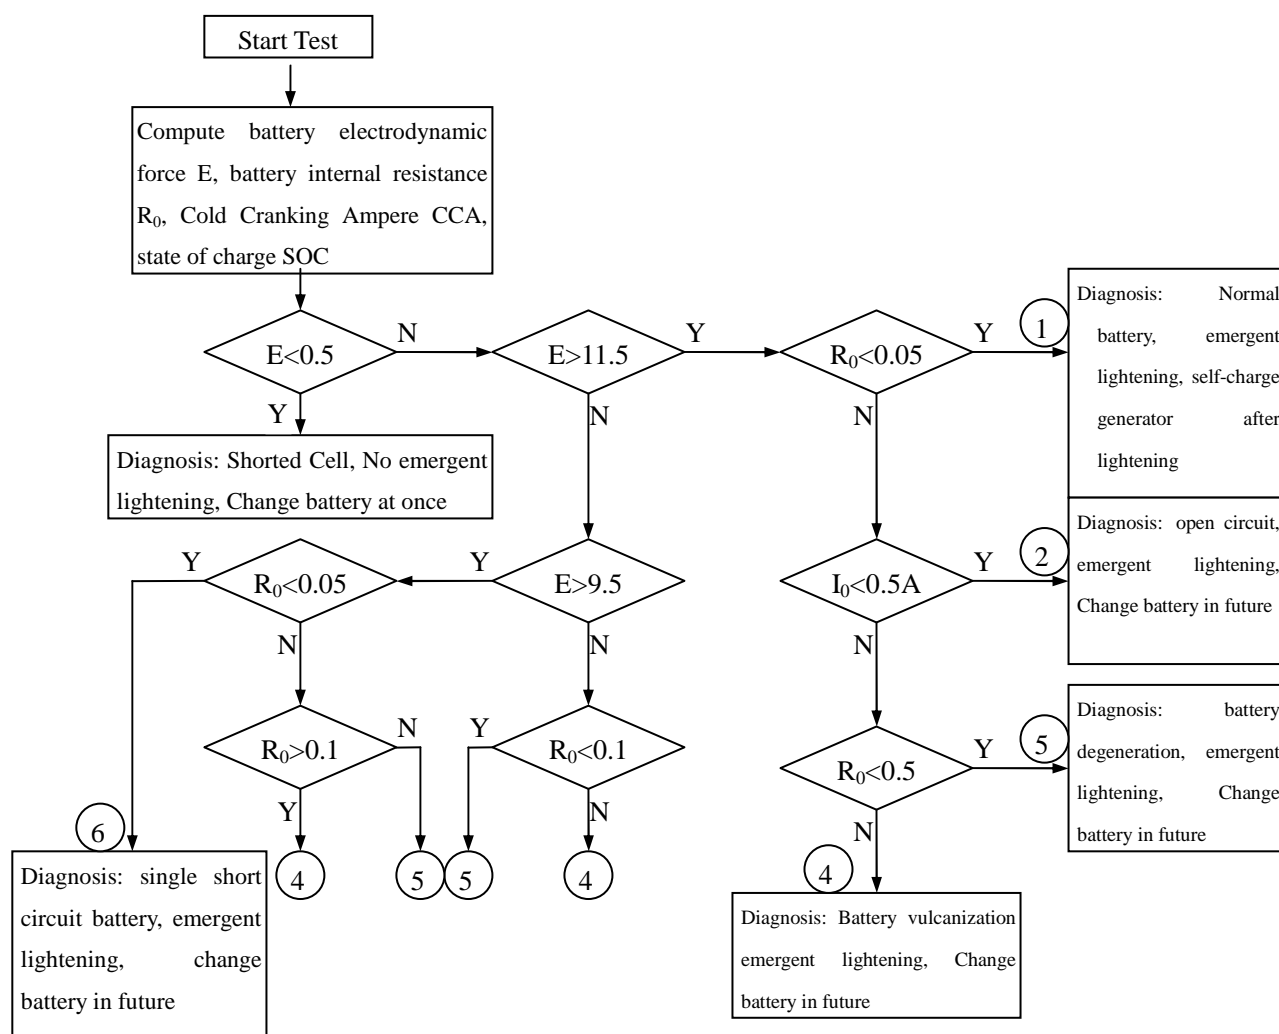 Start Test
Compute battery electrodynamic
force E, battery internal resistance
R₀, Cold Cranking Ampere CCA,
state of charge SOC
E<0.5
N
E>11.5
Y
R₀<0.05
Y
1
Diagnosis: Normal
battery, emergent
lightening, self-charge
generator after
lightening
Y
N
N
Diagnosis: Shorted Cell, No emergent
lightening, Change battery at once
Y
R₀<0.05
Y
E>9.5
I₀<0.5A
Y
2
Diagnosis: open circuit,
emergent lightening,
Change battery in future
N
N
N
R₀>0.1
N
Y
R₀<0.1
R₀<0.5
Y
5
Diagnosis: battery
degeneration, emergent
lightening, Change
battery in future
Y
N
N
6
4
5
5
4
4
Diagnosis: single short
circuit battery, emergent
lightening, change
battery in future
Diagnosis: Battery vulcanization
emergent lightening, Change
battery in future